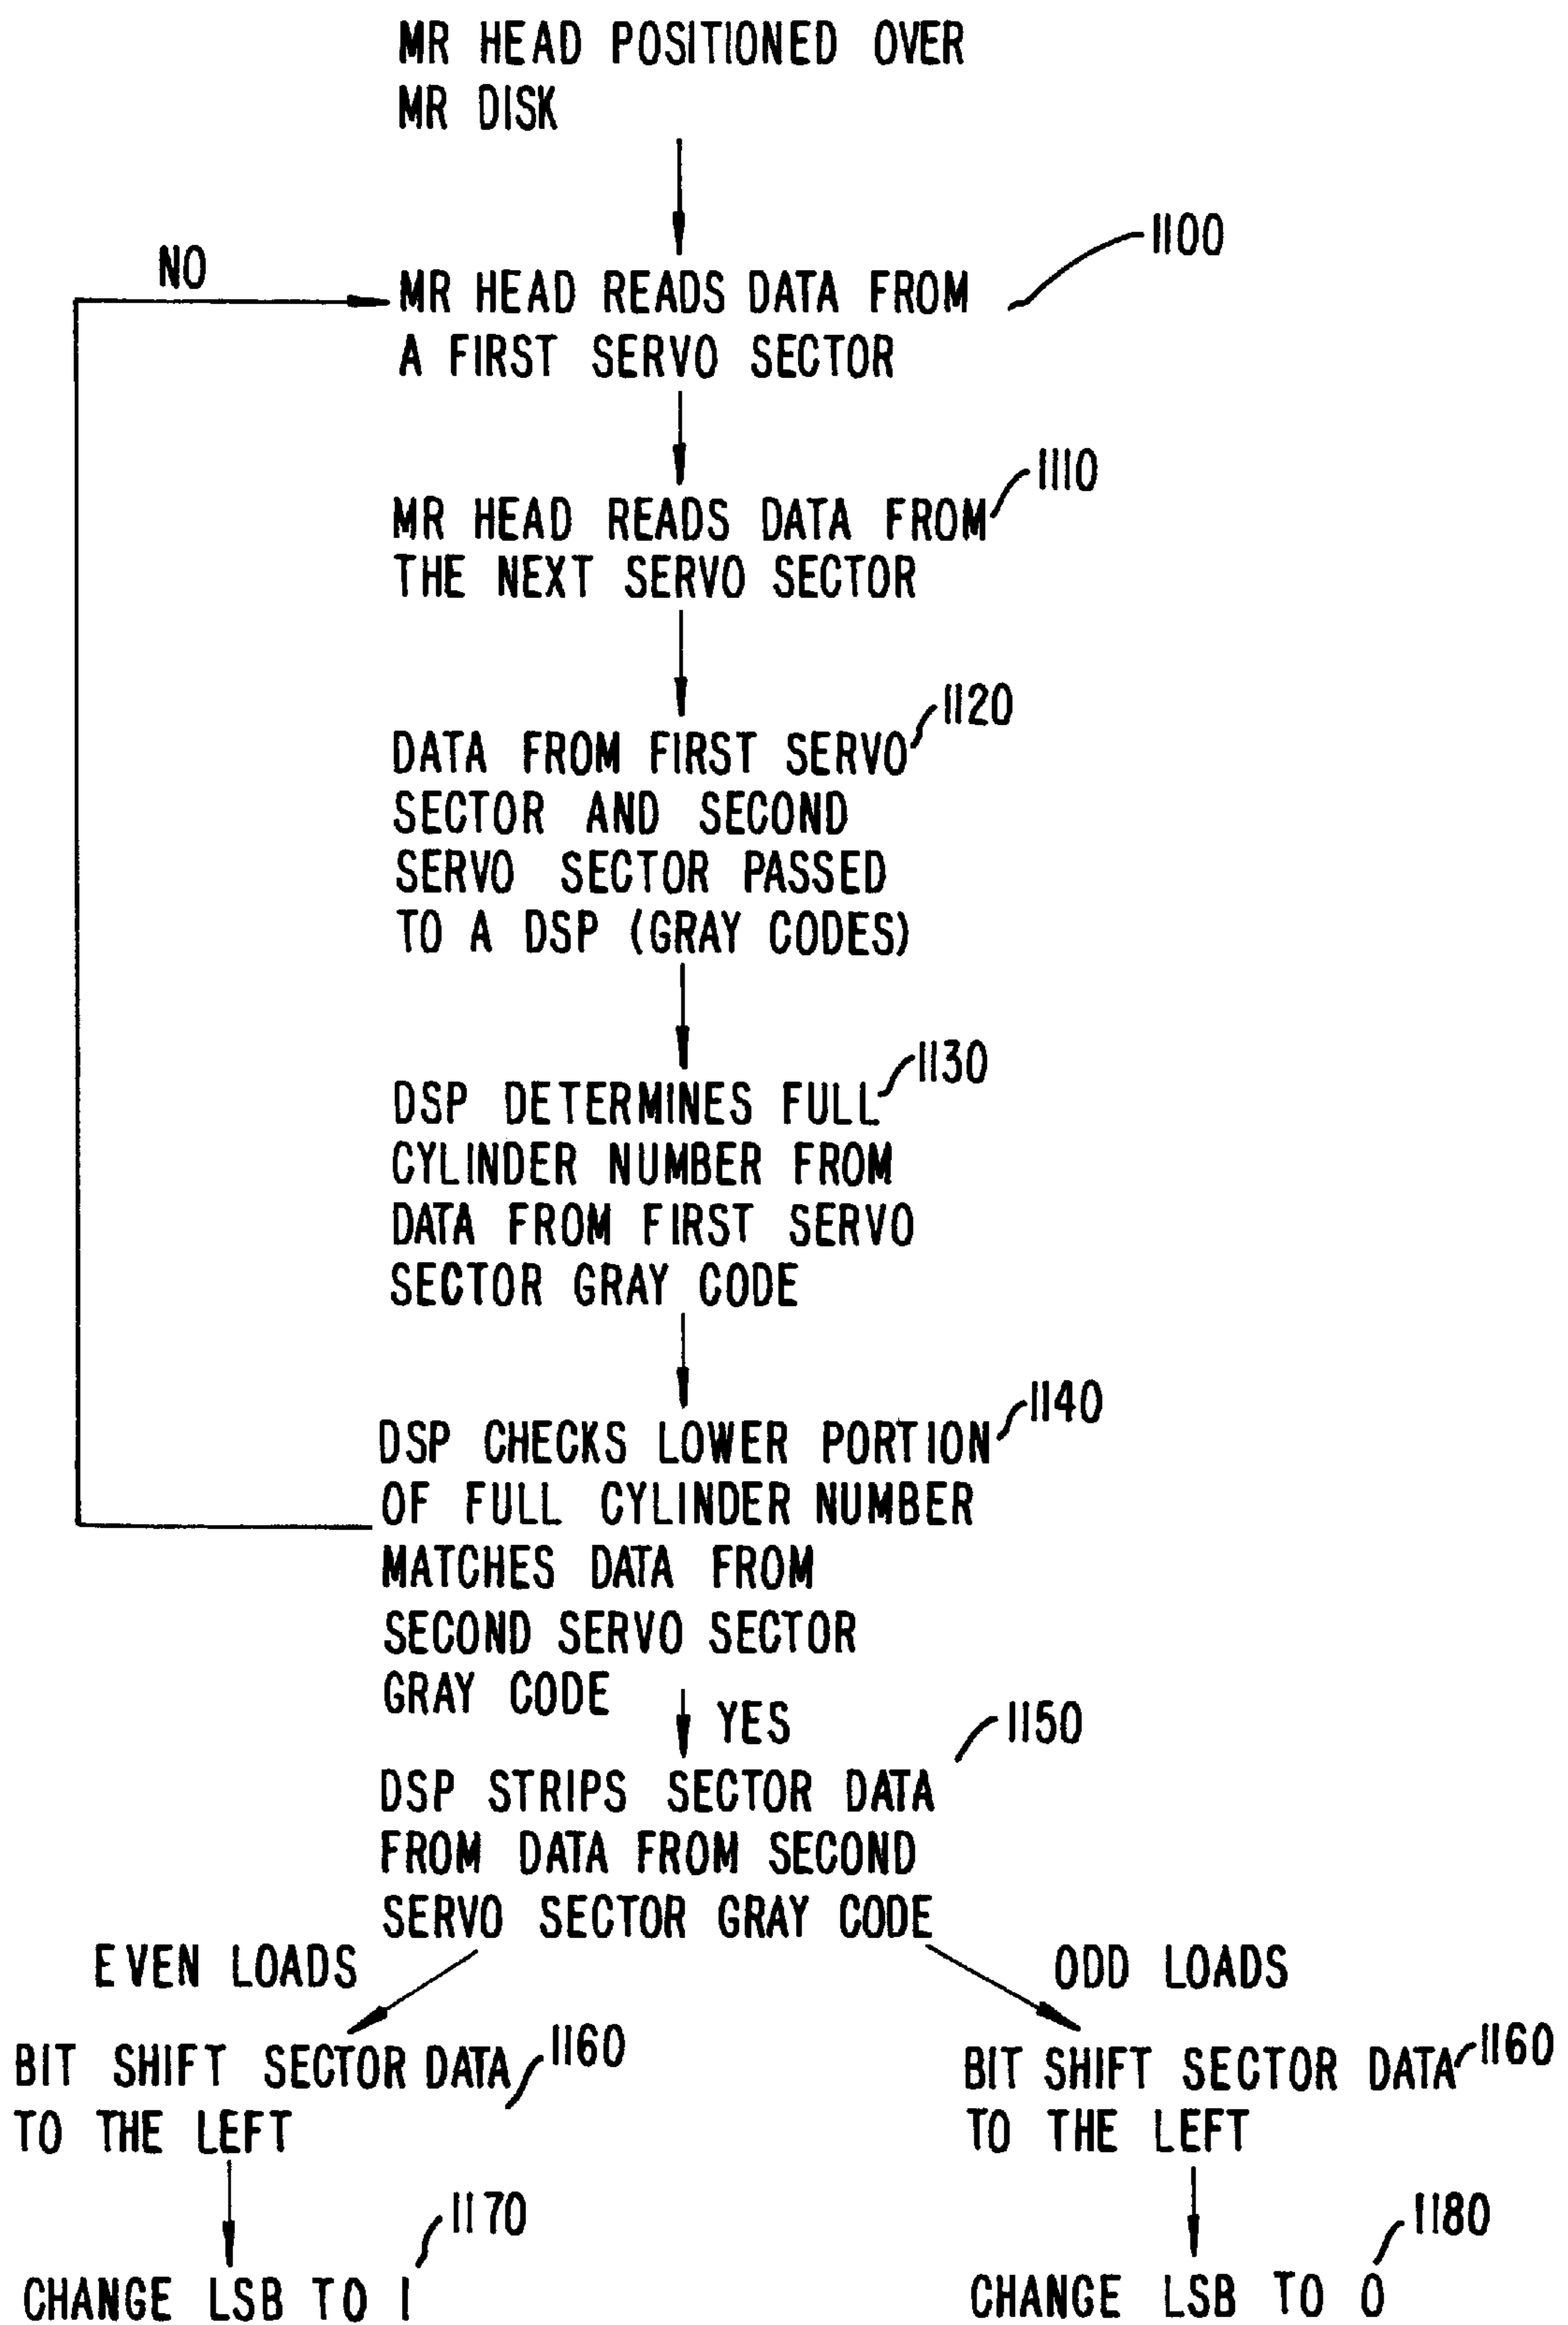 MR HEAD POSITIONED OVER
MR DISK
1100
NO
MR HEAD READS DATA FROM
A FIRST SERVO SECTOR
1110
MR HEAD READS DATA FROM
THE NEXT SERVO SECTOR
1120
DATA FROM FIRST SERVO
SECTOR AND SECOND
SERVO SECTOR PASSED
TO A DSP (GRAY CODES)
1130
DSP DETERMINES FULL
CYLINDER NUMBER FROM
DATA FROM FIRST SERVO
SECTOR GRAY CODE
1140
DSP CHECKS LOWER PORTION
OF FULL CYLINDER NUMBER
MATCHES DATA FROM
SECOND SERVO SECTOR
GRAY CODE
YES
1150
DSP STRIPS SECTOR DATA
FROM DATA FROM SECOND
SERVO SECTOR GRAY CODE
EVEN LOADS
ODD LOADS
BIT SHIFT SECTOR DATA
TO THE LEFT
1160
BIT SHIFT SECTOR DATA
TO THE LEFT
1160
1170
CHANGE LSB TO 1
1180
CHANGE LSB TO 0